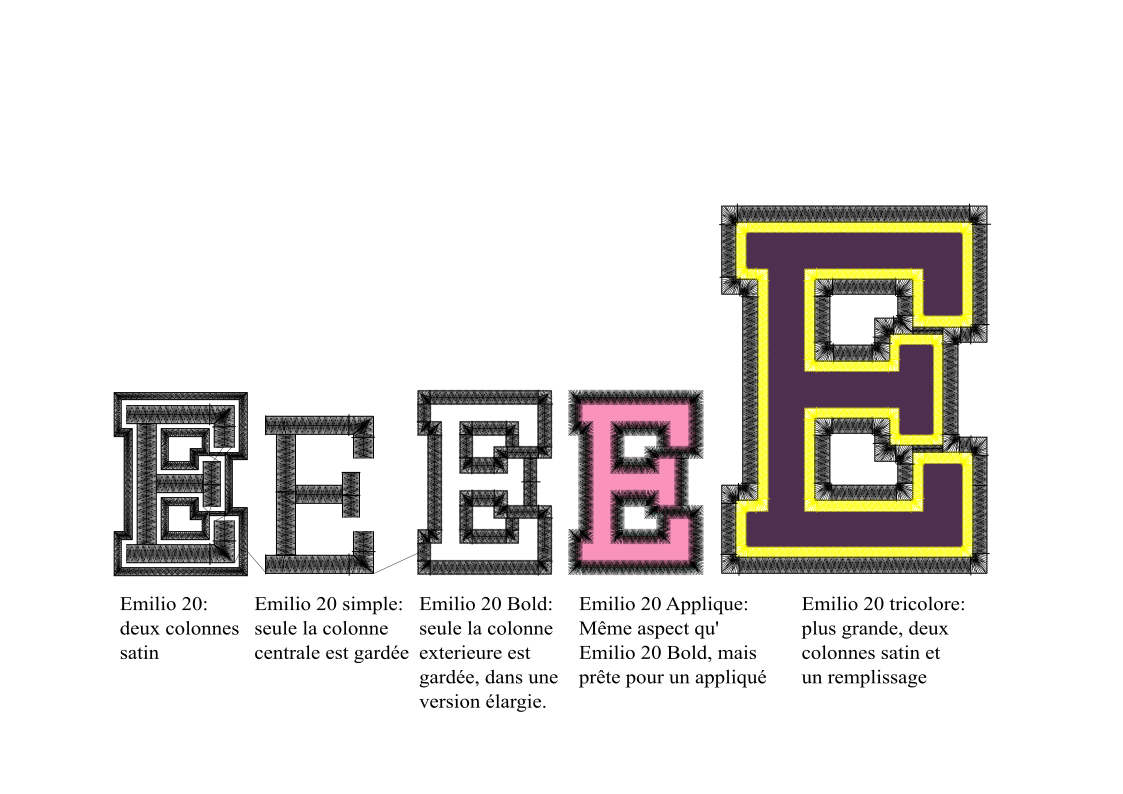 E E E E E
Emilio 20:
deux colonnes
satin
Emilio 20 simple:
seule la colonne
centrale est gardée
Emilio 20 Bold:
seule la colonne
exterieure est
gardée, dans une
version élargie.
Emilio 20 Applique:
Même aspect qu'
Emilio 20 Bold, mais
prête pour un appliqué
Emilio 20 tricolore:
plus grande, deux
colonnes satin et
un remplissage